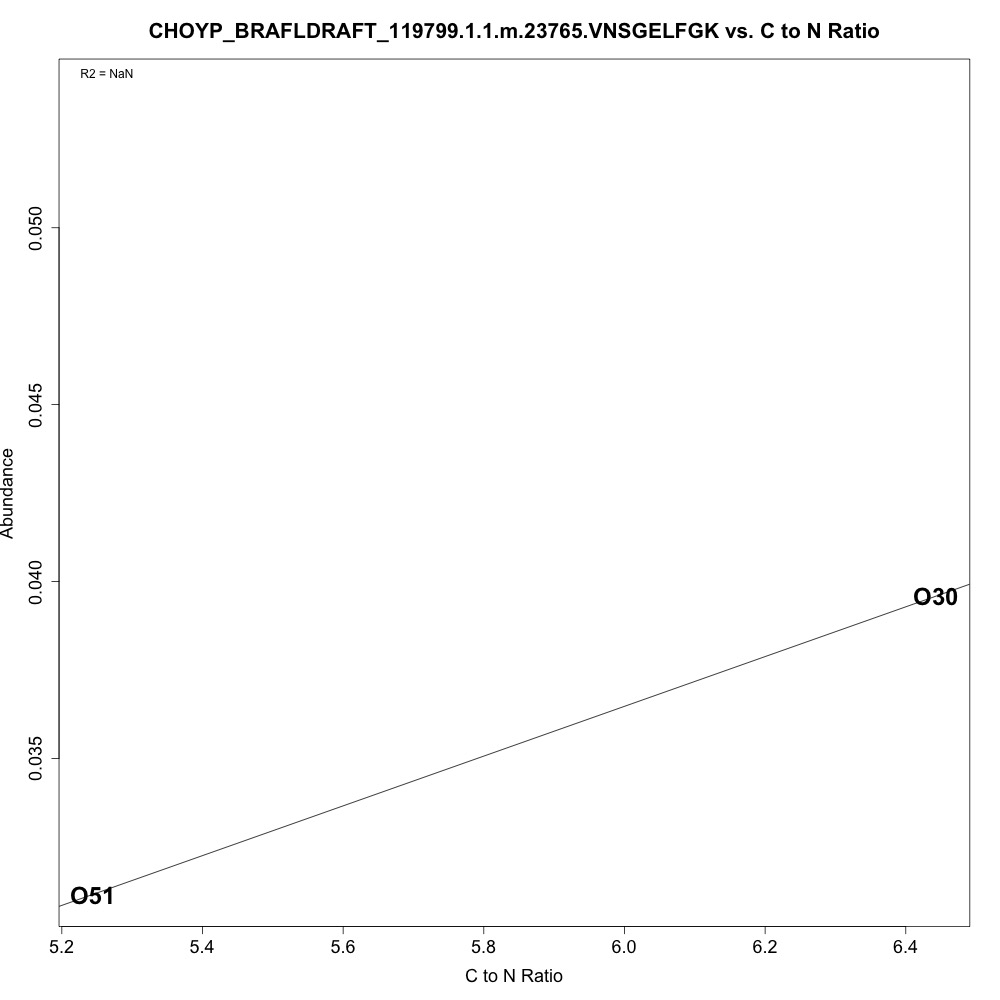 CHOYP_BRAFLDRAFT_119799.1.1.m.23765.VNSGELFGK vs. C to N Ratio
R2 = NaN
0.050
0.045
Abundance
0.040
O30
0.035
O51
5.2 5.4 5.6 5.8 6.0 6.2 6.4
C to N Ratio